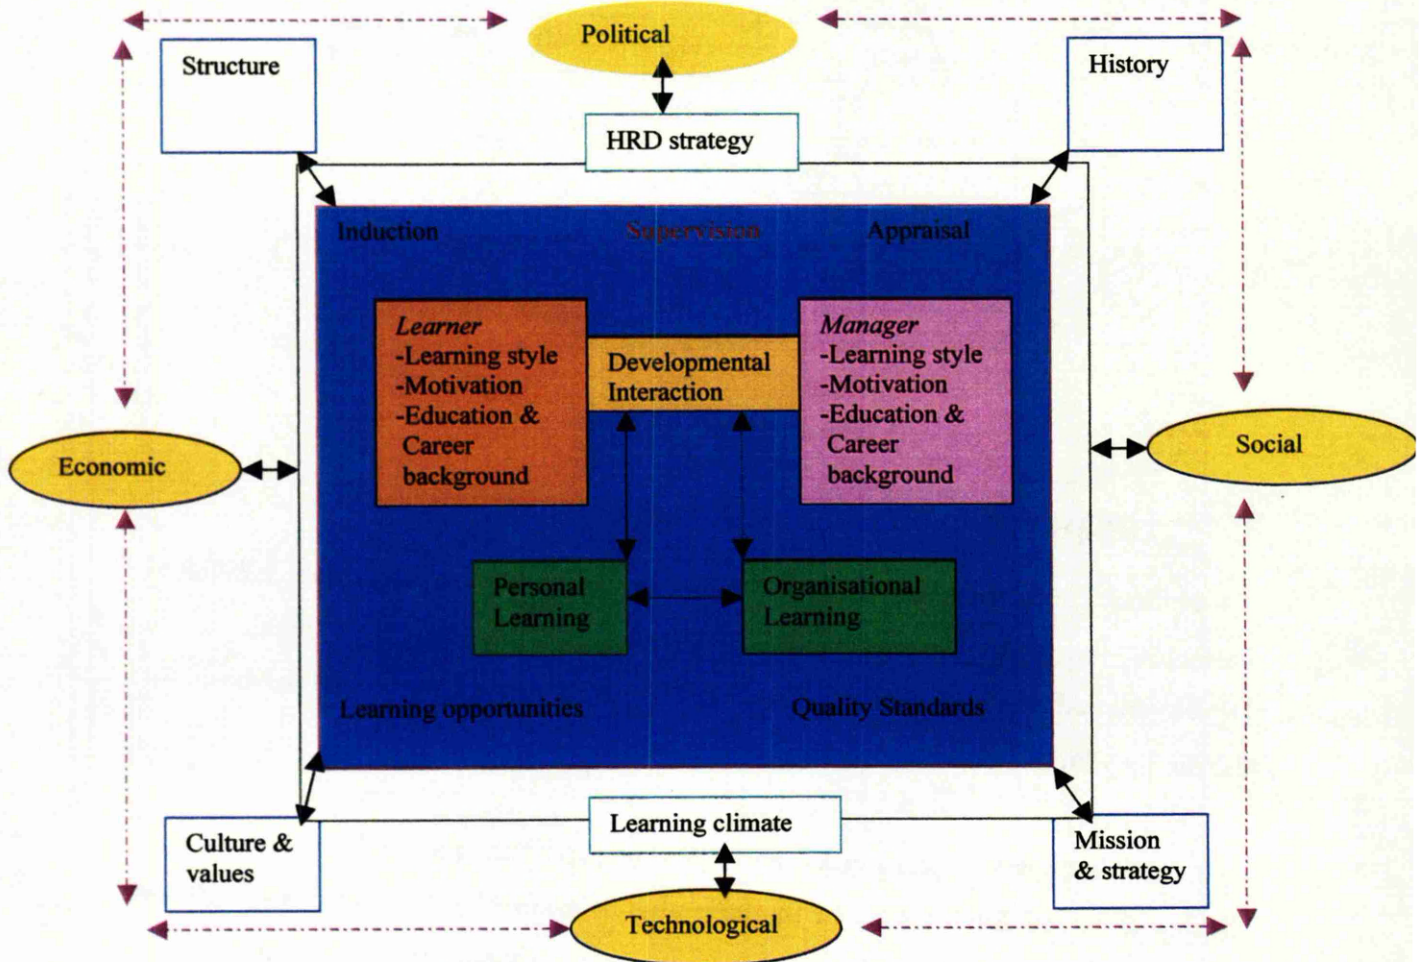 Political
Structure
History
HRD strategy
Induction
Supervision
Appraisal
Learner
-Learning style
-Motivation
-Education &
Career
background
Developmental
Interaction
Manager
-Learning style
-Motivation
-Education &
Career
background
Economic
Social
Personal
Learning
Organisational
Learning
Learning opportunities
Quality Standards
Learning climate
Culture &
values
Mission
& strategy
Technological